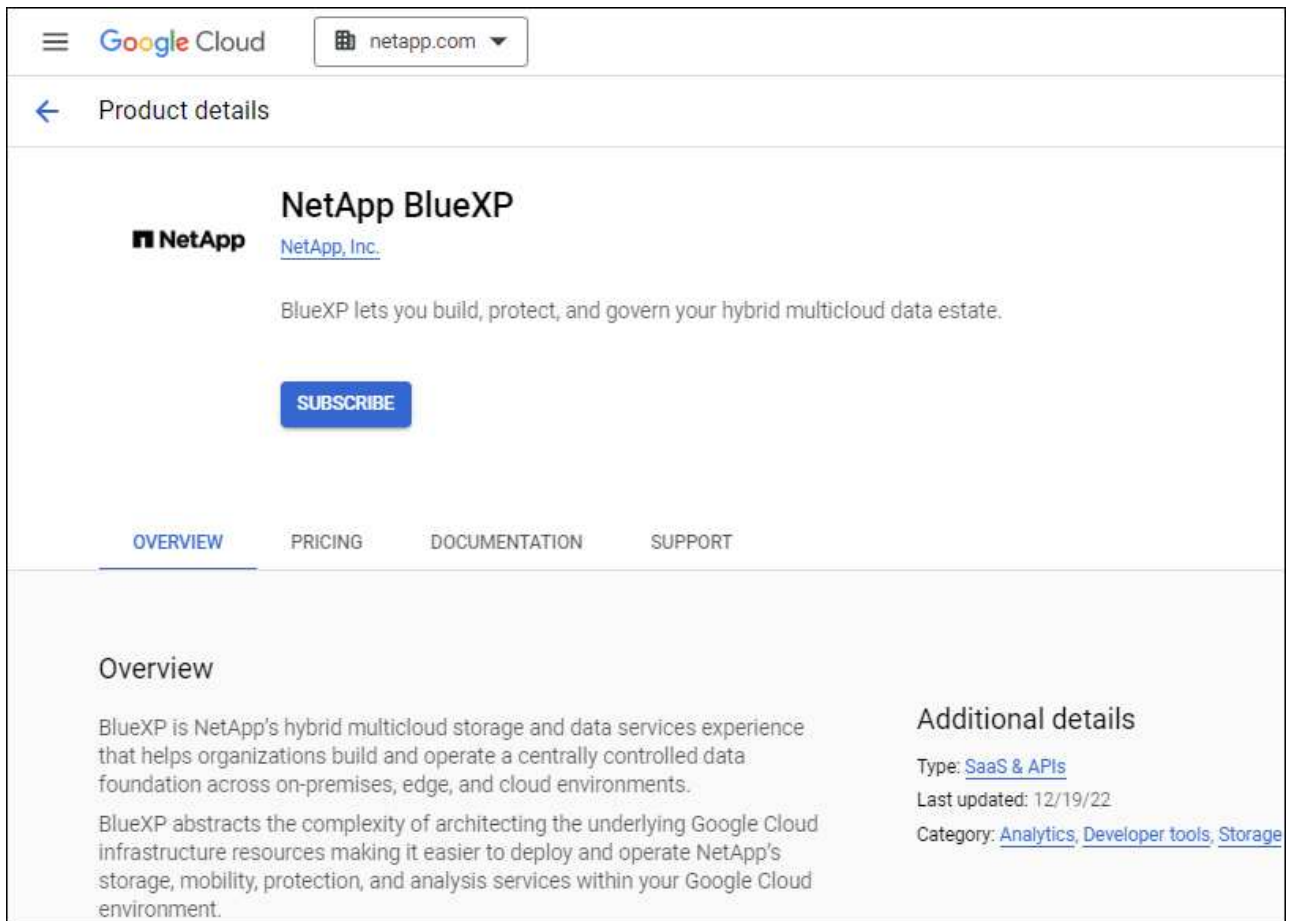 Google Cloud
netapp.com
Product details
NetApp
NetApp BlueXP
NetApp, Inc.
BlueXP lets you build, protect, and govern your hybrid multicloud data estate.
SUBSCRIBE
OVERVIEW PRICING DOCUMENTATION SUPPORT
Overview
BlueXP is NetApp's hybrid multicloud storage and data services experience
that helps organizations build and operate a centrally controlled data
foundation across on-premises, edge, and cloud environments.
BlueXP abstracts the complexity of architecting the underlying Google Cloud
infrastructure resources making it easier to deploy and operate NetApp's
storage, mobility, protection, and analysis services within your Google Cloud
environment.
Additional details
Type: SaaS & APIs
Last updated: 12/19/22
Category: Analytics, Developer tools, Storage